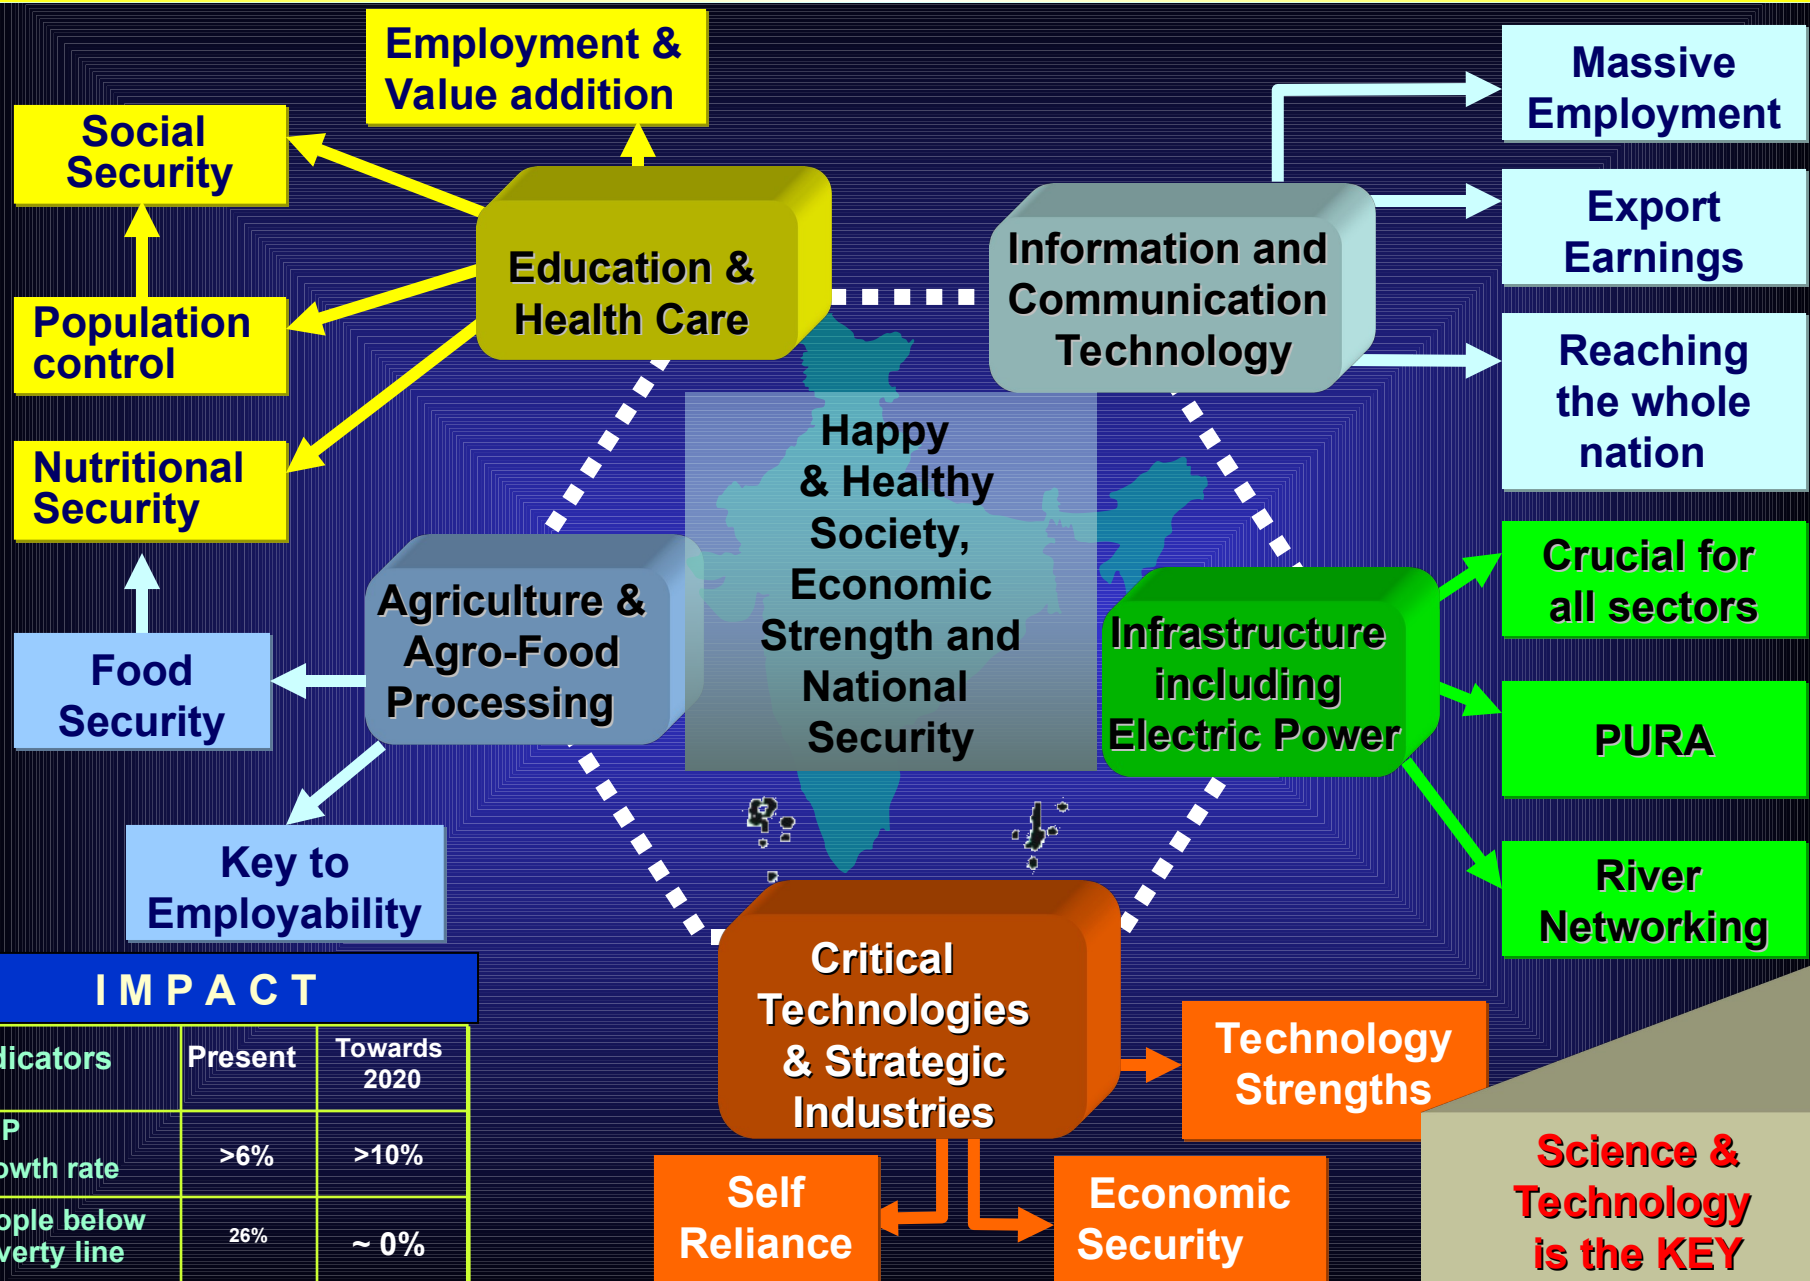 Employment &
Value addition
Social
Security
Population
control
Nutritional
Security
Education &
Health Care
Information and
Communication
Technology
Massive
Employment
Export
Earnings
Reaching
the whole
nation
Happy
& Healthy
Society,
Economic
Strength and
National
Security
Agriculture &
Agro-Food
Processing
Food
Security
Key to
Employability
Infrastructure
including
Electric Power
Crucial for
all sectors
PURA
River
Networking
Critical
Technologies
& Strategic
Industries
Technology
Strengths
Self
Reliance
Economic
Security
I M P A C T
dicators Present Towards
2020
P
owth rate >6% >10%
ople below
verty line 26% ~ 0%
Science &
Technology
is the KEY